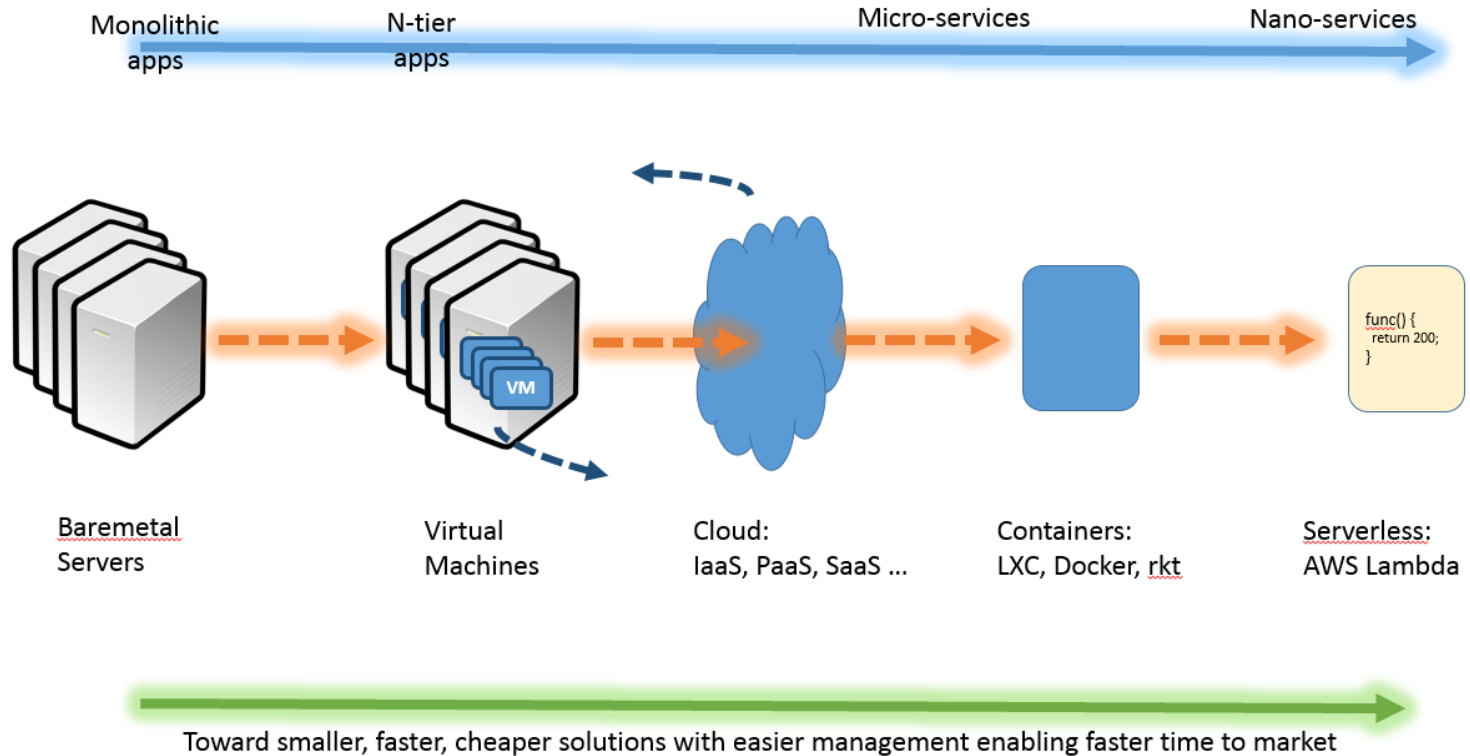 Monolithic
apps
N-tier
apps
Micro-services
Nano-services
VM
func() {
return 200;
}
Baremetal
Servers
Virtual
Machines
Cloud:
IaaS, PaaS, SaaS ...
Containers:
LXC, Docker, rkt
Serverless:
AWS Lambda
Toward smaller, faster, cheaper solutions with easier management enabling faster time to market